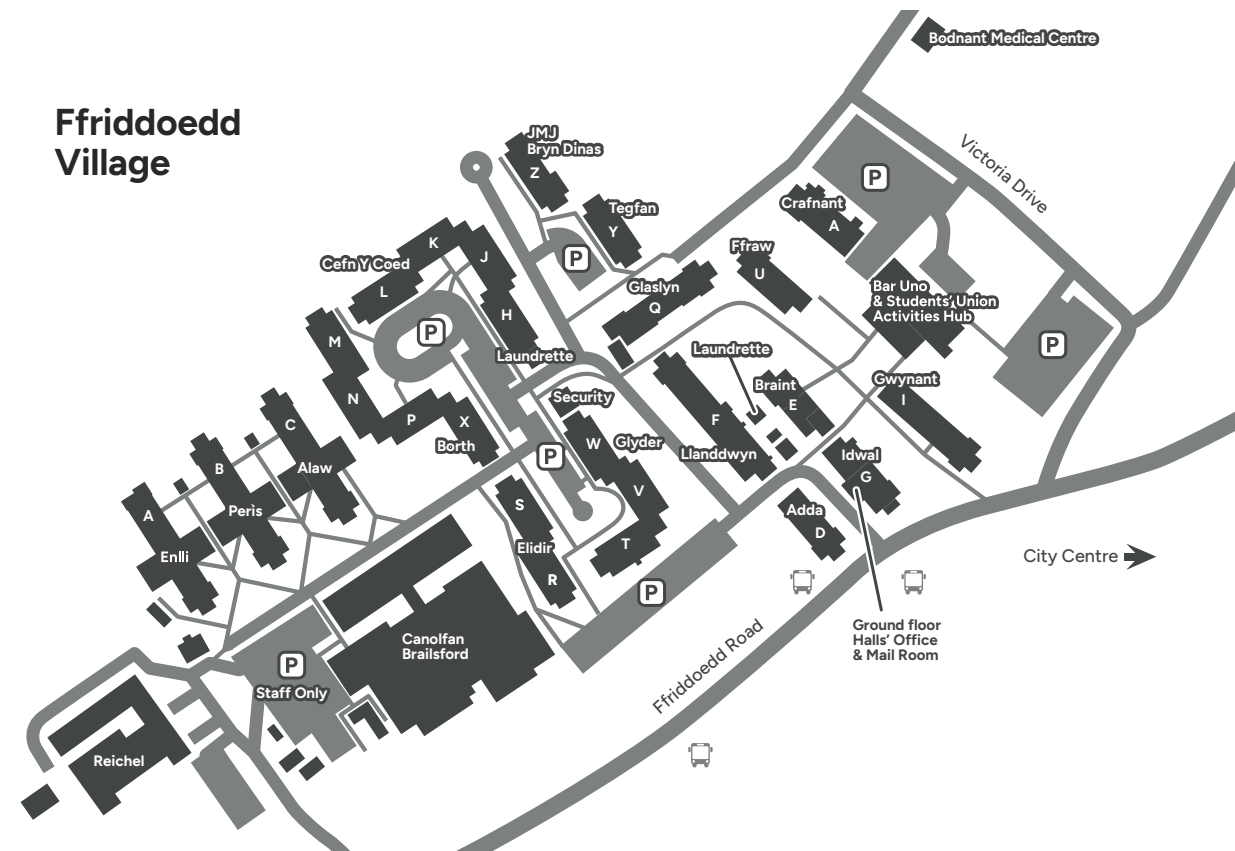 Ffriddoedd
Village
Bodnant Medical Centre
JMJ
Bryn Dinas
Z
Victoria Drive
P
Tegfan
Y
Crafnant
A
K
J
Cefn Y Coed
L
P
Ffraw
U
Glaslyn
Q
Bar Uno
& Students' Union
Activities Hub
H
M
P
Laundrette
Laundrette
P
N
Braint
E
Gwynant
I
Security
C
P
X
Borth
F
Llanddwyn
W
Glyder
B
Alaw
P
Idwal
G
V
A
Peris
S
Adda
D
Enlli
Elidir
T
R
City Centre
P
Ground floor
Halls' Office
& Mail Room
Canolfan
Brailsford
P
Staff Only
Ffriddoedd Road
Reichel